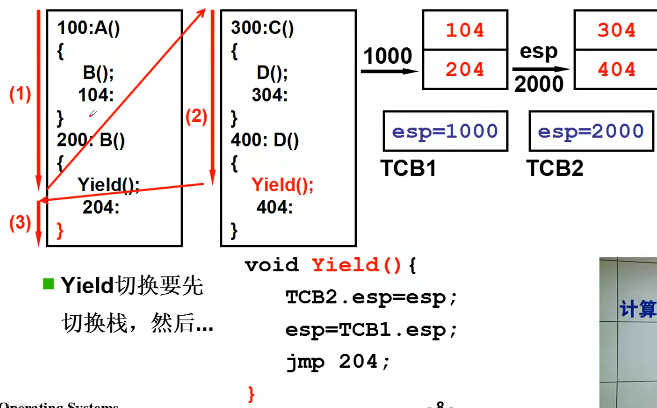 100:A()
{
B();
104:
}
200: B()
{
Yield();
204:
}
(1)
(2)
(3)
300:C()
{
D();
304:
}
400: D()
{
Yield();
404:
}
1000
104
204
esp
2000
304
404
esp=1000
TCB1
esp=2000
TCB2
Yield切换要先
切换栈，然后...
void Yield(){
TCB2.esp=esp;
esp=TCB1.esp;
jmp 204;
}
计算
Operating Systems